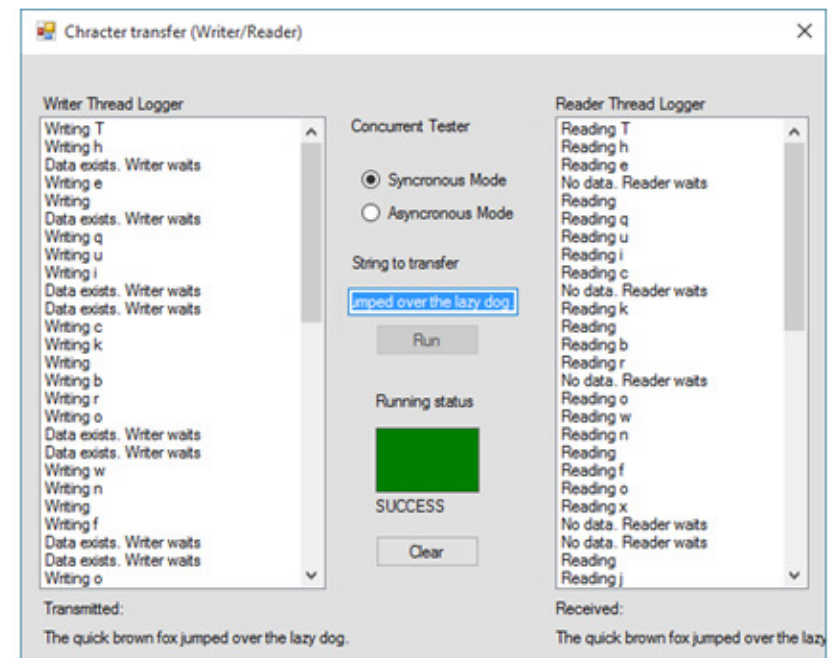 Chracter transfer (Writer/Reader)
Writer Thread Logger
Writing T
Writing h
Data exists. Writer waits
Writing e
Writing
Data exists. Writer waits
Writing q
Writing u
Writing i
Data exists. Writer waits
Data exists. Writer waits
Writing c
Writing k
Writing
Writing b
Writing r
Writing o
Data exists. Writer waits
Data exists. Writer waits
Writing w
Writing n
Writing
Writing f
Data exists. Writer waits
Data exists. Writer waits
Writing o
Transmitted:
The quick brown fox jumped over the lazy dog.
Concurrent Tester
Syncronous Mode
Asyncronous Mode
String to transfer
umped over the lazy dog.
Run
Running status
SUCCESS
Clear
Reader Thread Logger
Reading T
Reading h
Reading e
No data. Reader waits
Reading
Reading q
Reading u
Reading i
Reading c
No data. Reader waits
Reading k
Reading
Reading b
Reading r
No data. Reader waits
Reading o
Reading w
Reading n
Reading
Reading f
Reading o
Reading x
No data. Reader waits
No data. Reader waits
Reading
Reading j
Received:
The quick brown fox jumped over the lazy